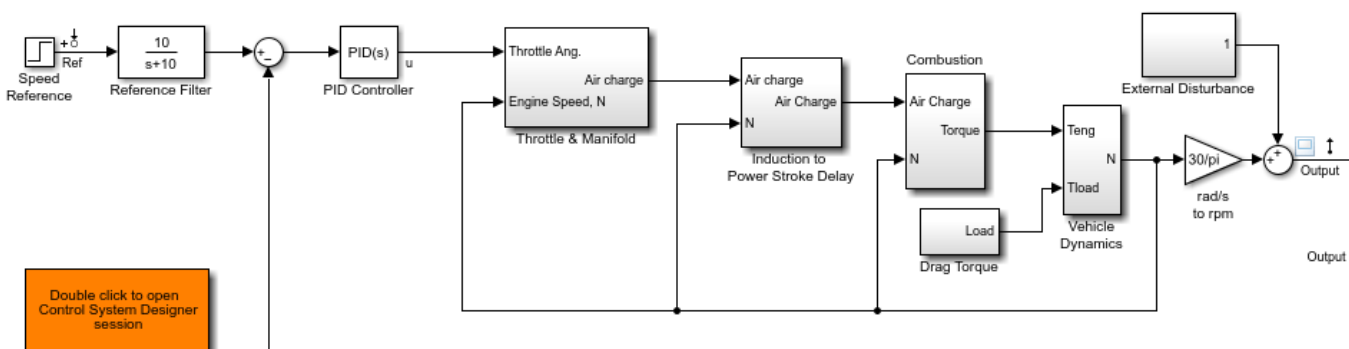 Speed
Reference
Ref
10
s+10
Reference Filter
+
−
PID(s)
u
PID Controller
Throttle Ang.
Air charge
Engine Speed, N
Throttle & Manifold
Air charge
Air Charge
N
Induction to
Power Stroke Delay
Combustion
Air Charge
Torque
N
Load
Drag Torque
Teng
N
Tload
Vehicle
Dynamics
1
External Disturbance
30/pi
rad/s
to rpm
+
+
Output
Output
Double click to open
Control System Designer
session